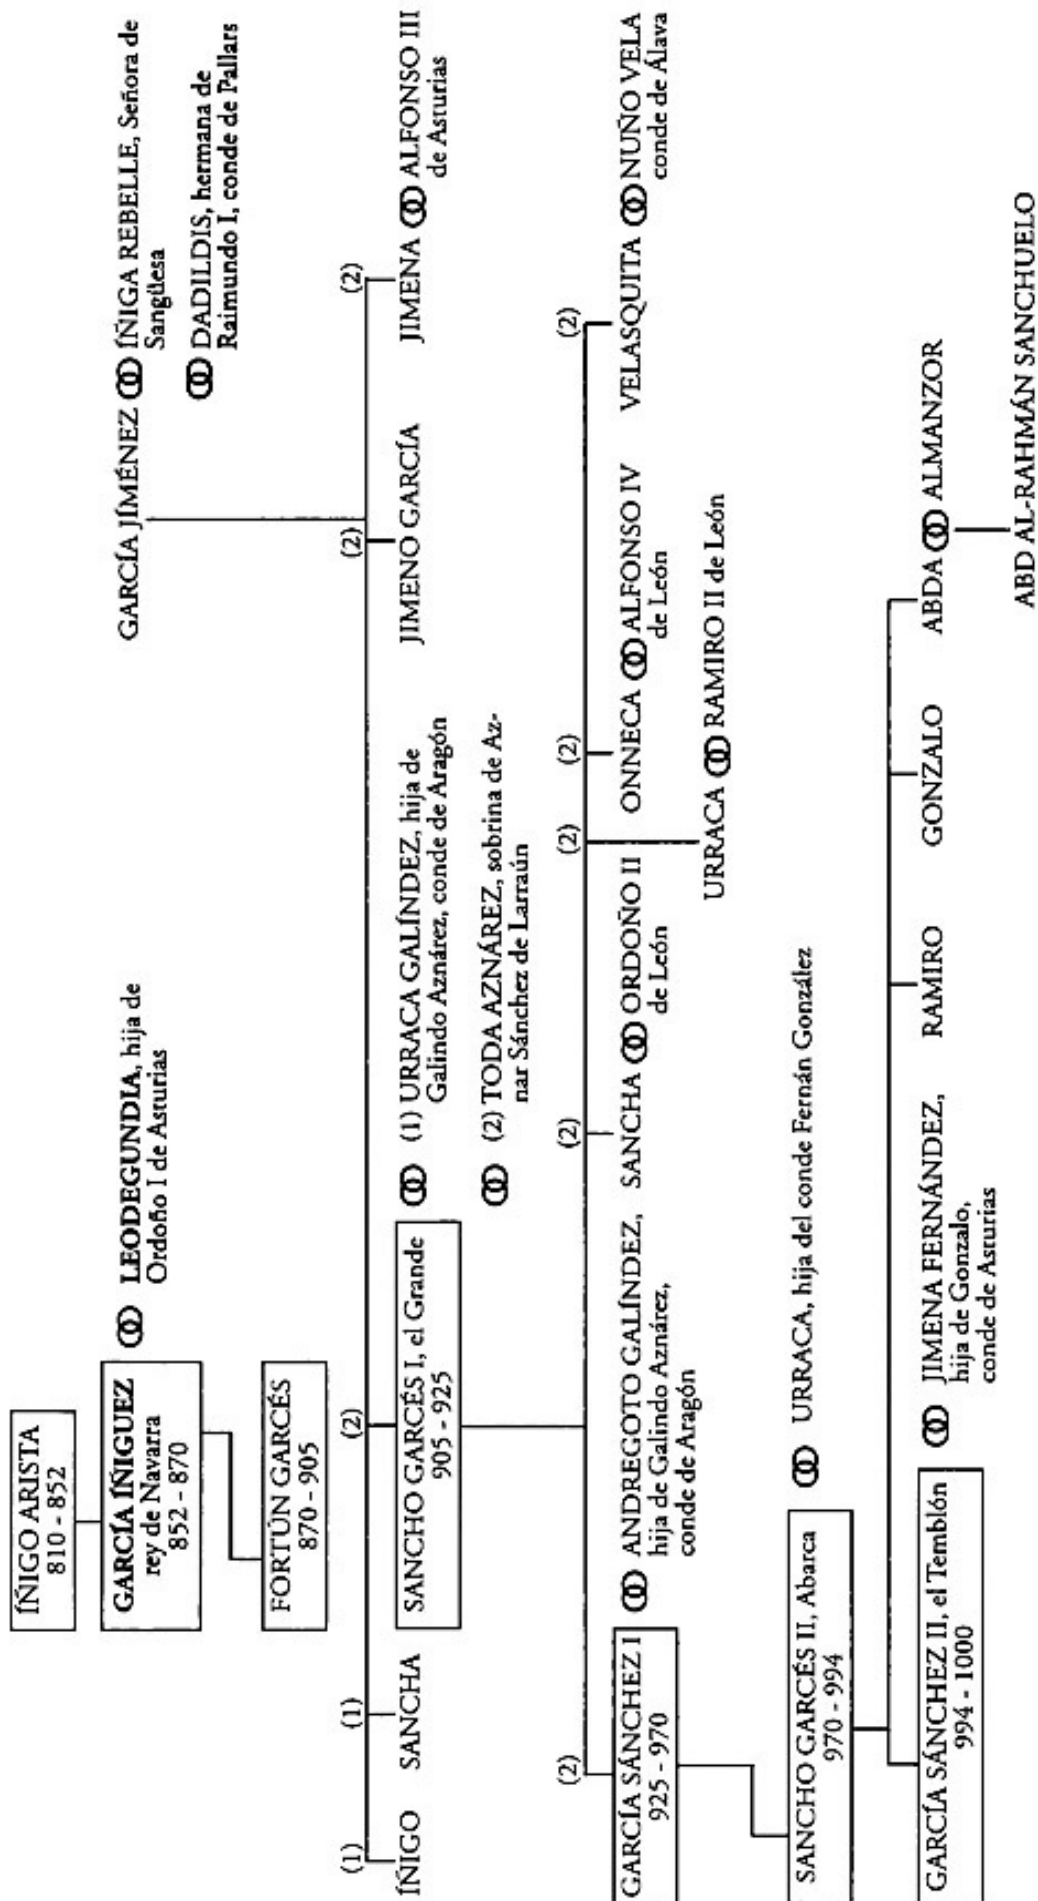 ÍÑIGO ARISTA
810 - 852
GARCÍA ÍÑIGUEZ
rey de Navarra
852 - 870
LEODEGUNDIA, hija de
Ordoño I de Asturias
GARCÍA JÍMÉNEZ
ÍÑIGA REBELLE, Señora de
Sangüesa
DADILDIS, hermana de
Raimundo I, conde de Pallars
FORTÚN GARCÉS
870 - 905
(1)
(1)
(2)
(2)
(2)
ÍÑIGO
SANCHA
SANCHO GARCÉS I, el Grande
905 - 925
(1) URRACA GALÍNDEZ, hija de
Galindo Aznárez, conde de Aragón
(2) TODA AZNÁREZ, sobrina de Az-
nar Sánchez de Larraún
JIMENO GARCÍA
JIMENA
ALFONSO III
de Asturias
(2)
(2)
(2)
(2)
(2)
GARCÍA SÁNCHEZ I
925 - 970
ANDREGOTO GALÍNDEZ,
hija de Galindo Aznárez,
conde de Aragón
SANCHA
ORDOÑO II
de León
ONNECA
ALFONSO IV
de León
VELASQUITA
NUÑO VELA
conde de Álava
URRACA
RAMIRO II de León
SANCHO GARCÉS II, Abarca
970 - 994
URRACA, hija del conde Fernán González
GARCÍA SÁNCHEZ II, el Temblón
994 - 1000
JIMENA FERNÁNDEZ,
hija de Gonzalo,
conde de Asturias
RAMIRO
GONZALO
ABDA
ALMANZOR
ABD AL-RAHMÁN SANCHUELO